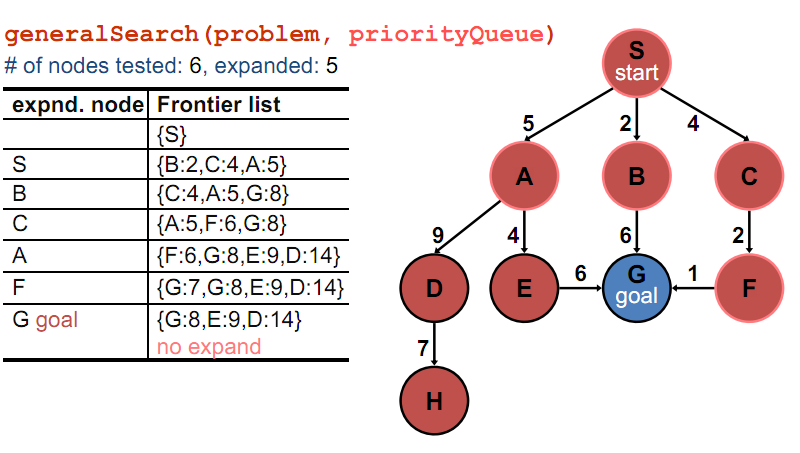 generalSearch(problem, priorityQueue)
# of nodes tested: 6, expanded: 5
expnd. node Frontier list
{S}
S {B:2,C:4,A:5}
B {C:4,A:5,G:8}
C {A:5,F:6,G:8}
A {F:6,G:8,E:9,D:14}
F {G:7,G:8,E:9,D:14}
G goal {G:8,E:9,D:14}
no expand
S
start
5 2 4
A B C
9 4 6 2
D E 6 G 1 F
goal
7
H